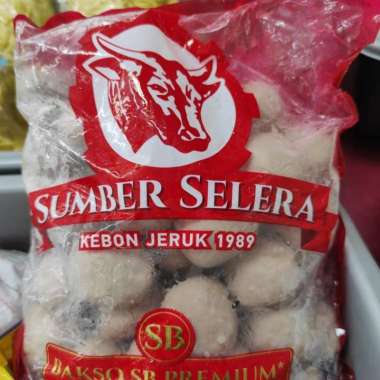 SUMBER SELERA
KEBON JERUK 1989
SB
BAKSO SB PREMIUM